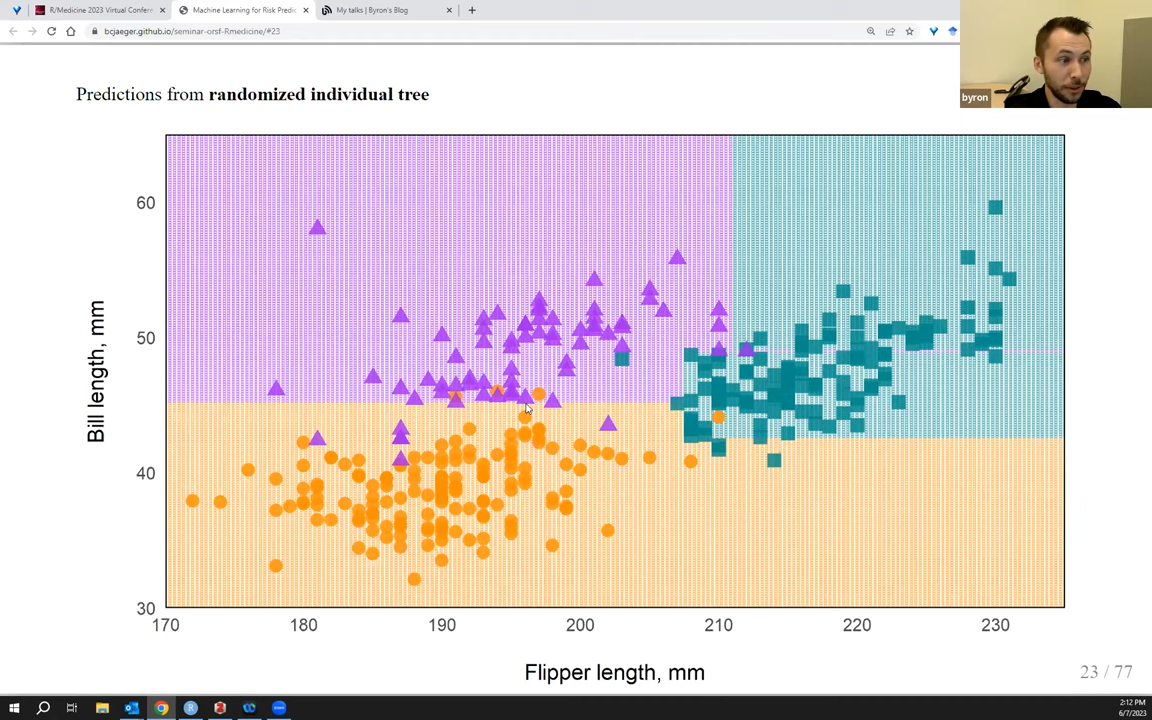 R/Medicine 2023 Virtual Confere
Machine Learning for Risk Predic
My talks | Byron's Blog
bcjaeger.github.io/seminar-orsf-Rmedicine/#23
byron
Predictions from randomized individual tree
60
50
40
30
Bill length, mm
170
180
190
200
210
220
230
Flipper length, mm
23 / 77
2:12 PM
6/7/2023